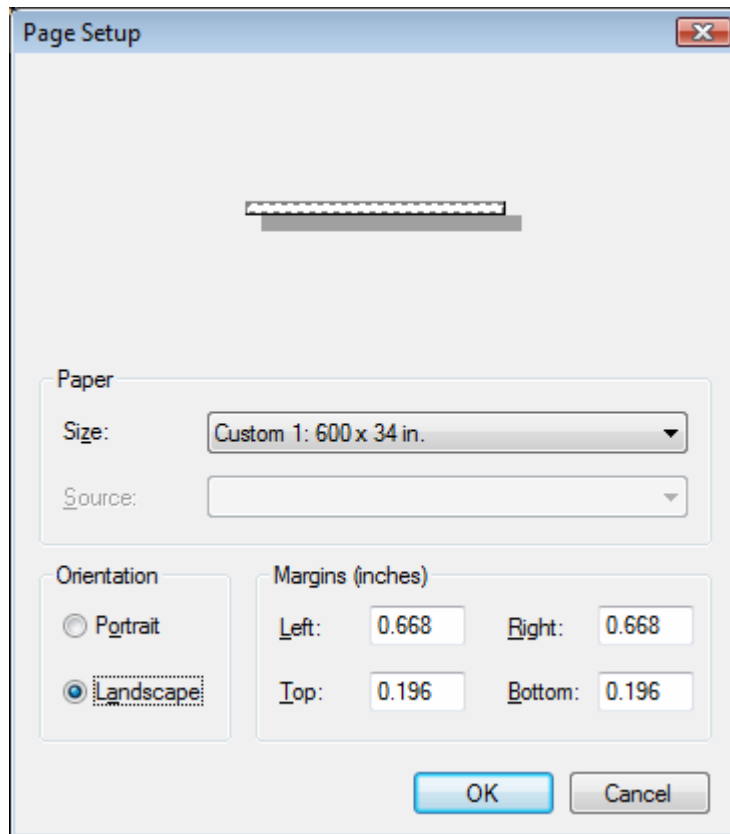 Page Setup
Paper
Size: Custom 1: 600 x 34 in.
Source:
Orientation
Portrait
Landscape
Margins (inches)
Left: 0.668 Right: 0.668
Top: 0.196 Bottom: 0.196
OK Cancel